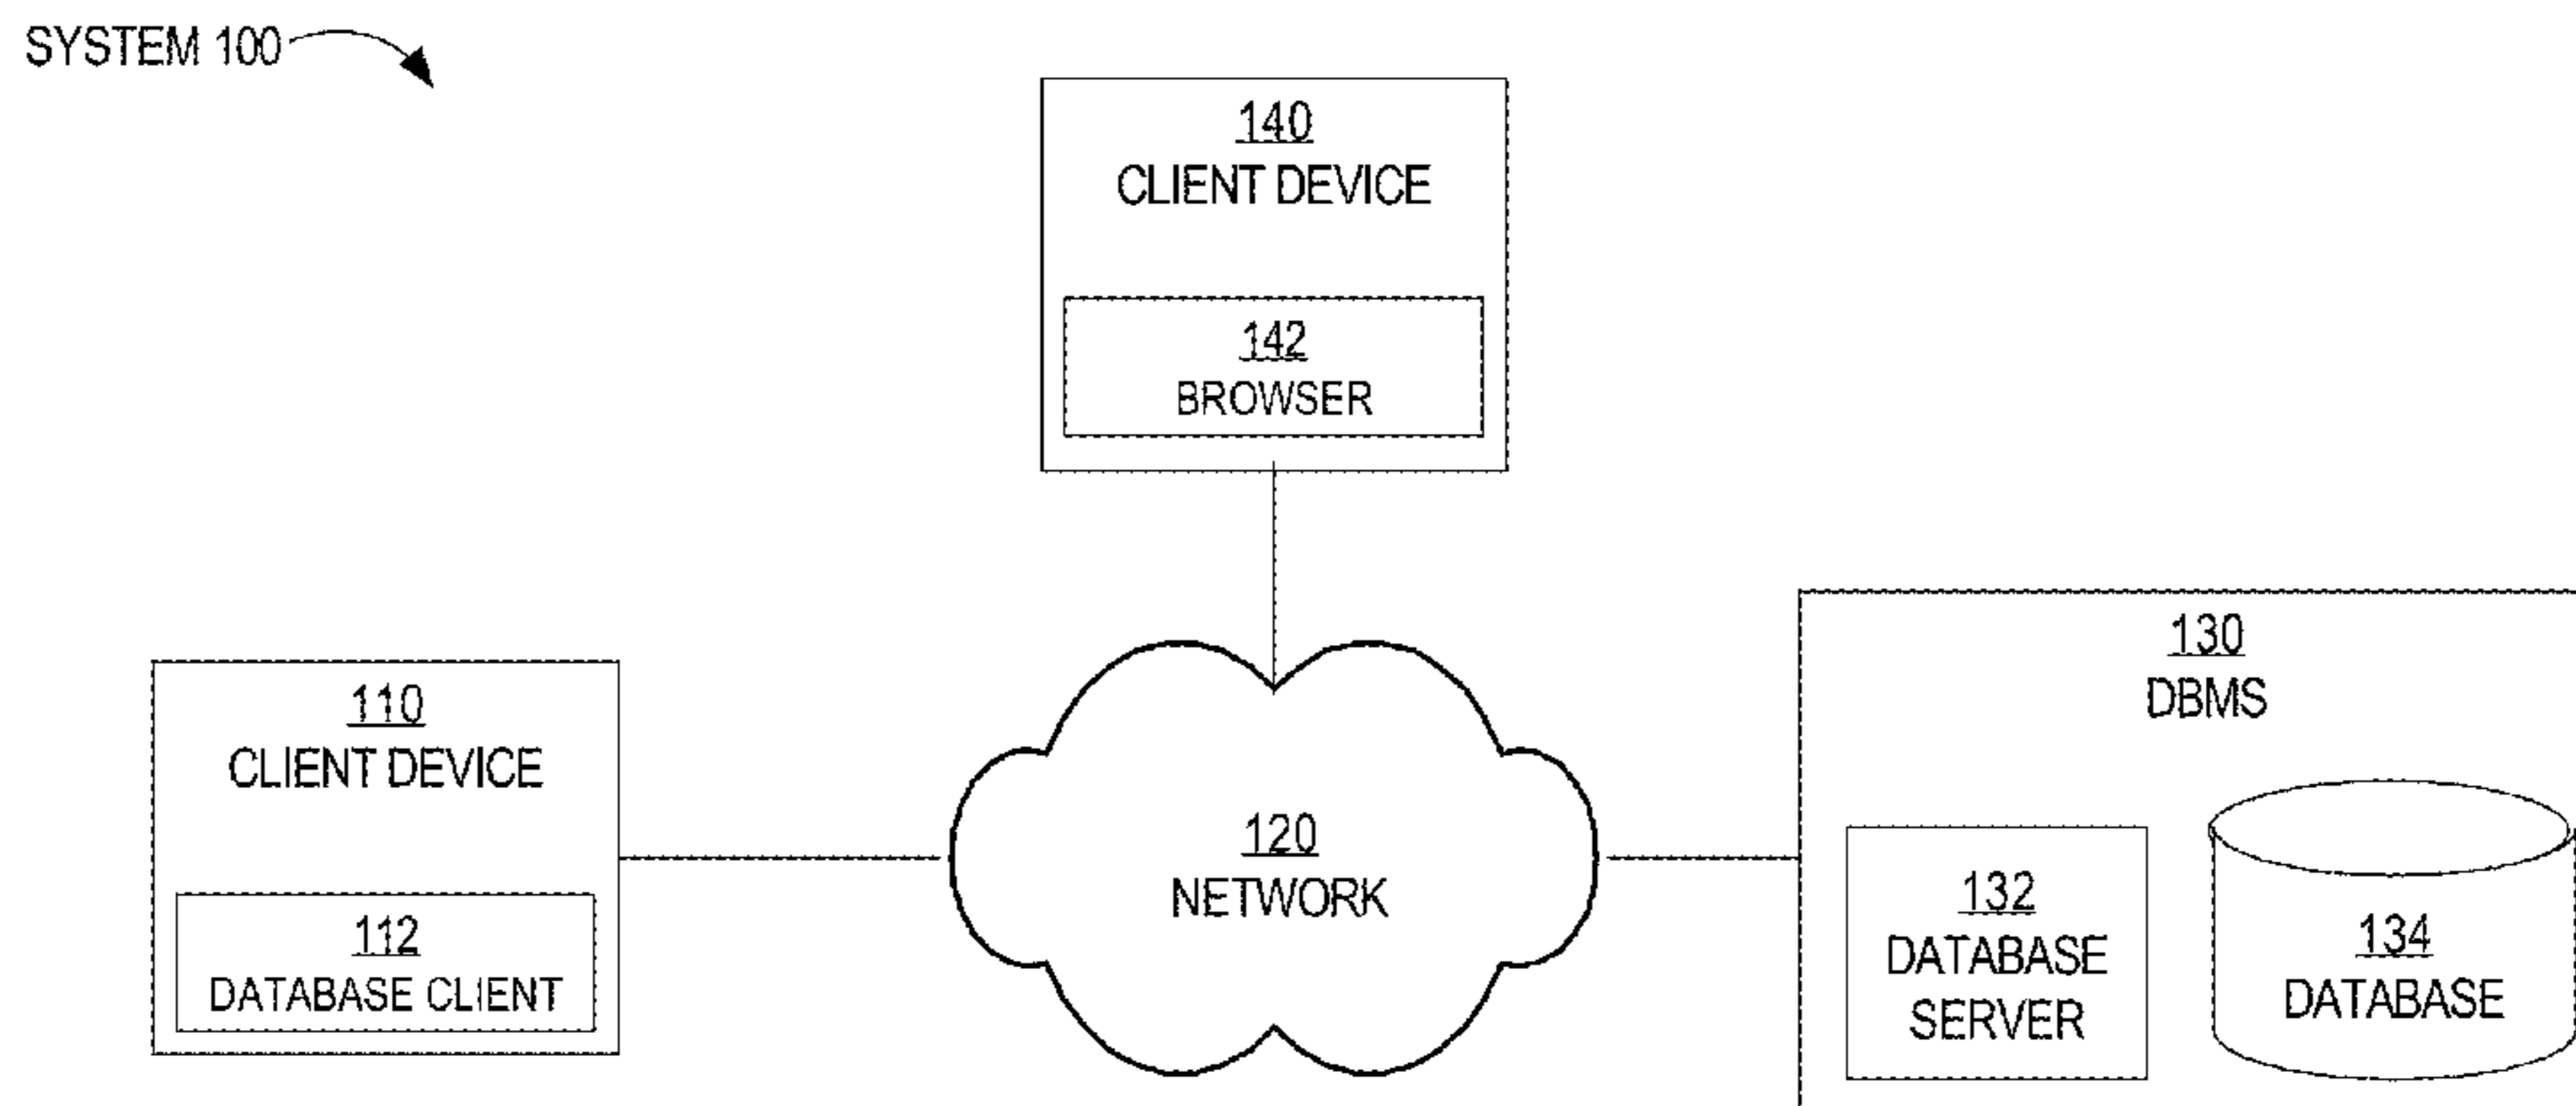 SYSTEM 100
140
CLIENT DEVICE
142
BROWSER
110
CLIENT DEVICE
112
DATABASE CLIENT
120
NETWORK
130
DBMS
132
DATABASE
SERVER
134
DATABASE